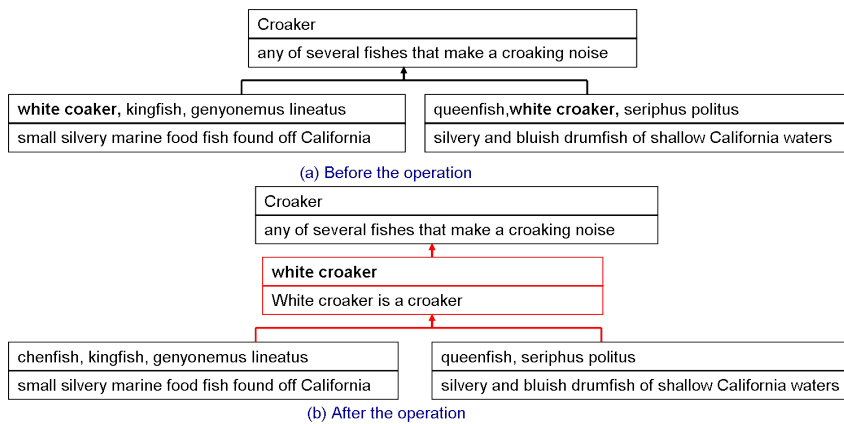 Croaker
any of several fishes that make a croaking noise
white coaker, kingfish, genyonemus lineatus
small silvery marine food fish found off California
queenfish,white croaker, seriphus politus
silvery and bluish drumfish of shallow California waters
(a) Before the operation
Croaker
any of several fishes that make a croaking noise
white croaker
White croaker is a croaker
chenfish, kingfish, genyonemus lineatus
small silvery marine food fish found off California
queenfish, seriphus politus
silvery and bluish drumfish of shallow California waters
(b) After the operation